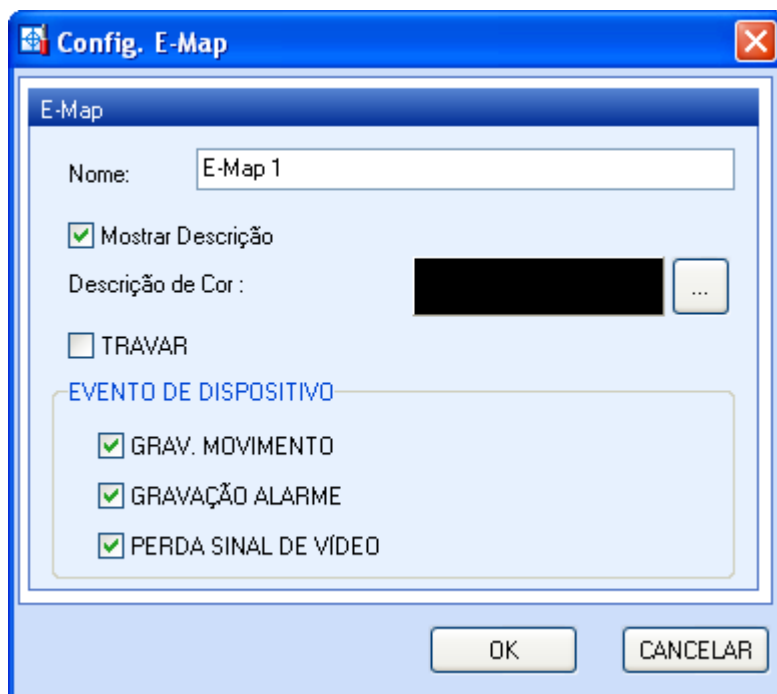 Config. E-Map
E-Map
Nome: E-Map 1
Mostrar Descrição
Descrição de Cor : ...
TRAVAR
EVENTO DE DISPOSITIVO
GRAV. MOVIMENTO
GRAVAÇÃO ALARME
PERDA SINAL DE VÍDEO
OK CANCELAR